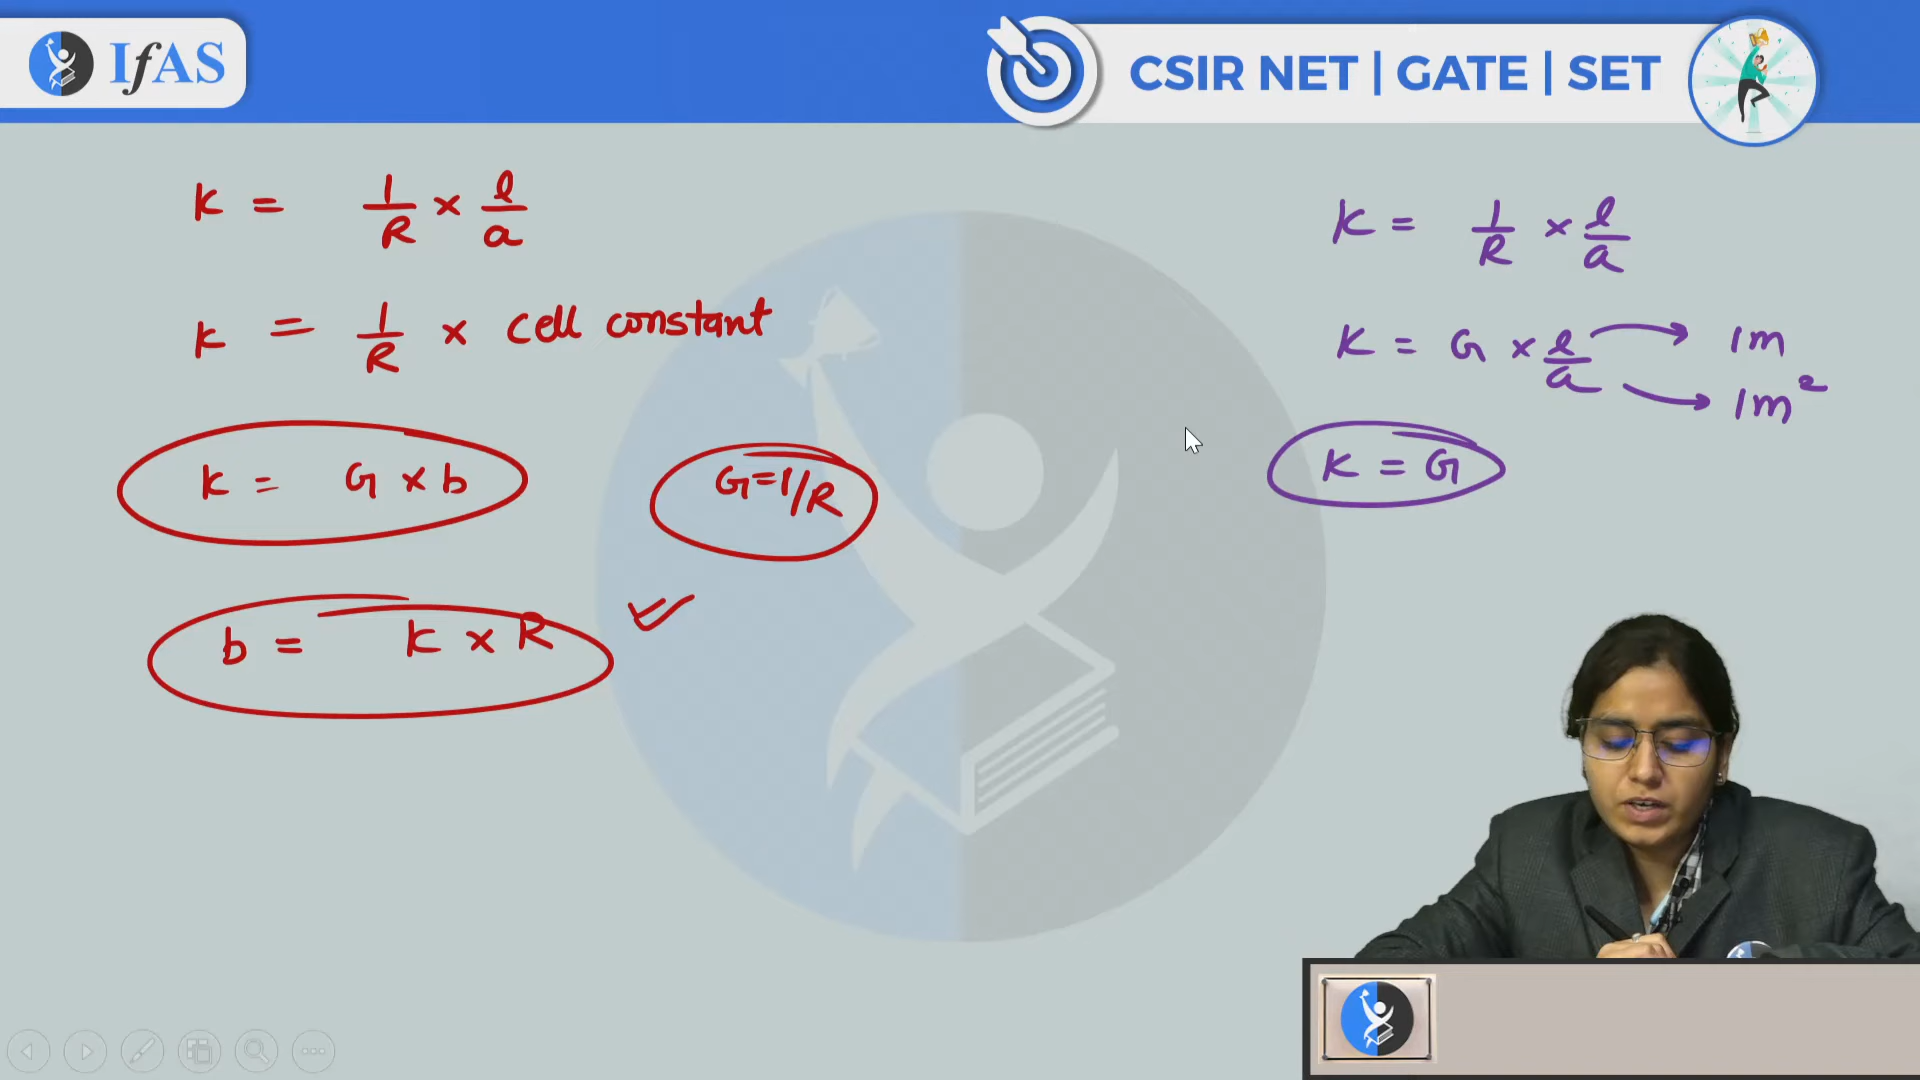 IfAS
CSIR NET | GATE | SET
K = 1/R × l/a
K = 1/R × cell constant
K = G × b
G=1/R
b = K × R
K = 1/R × l/a
K = G × l/a → 1m
→ 1m²
K = G